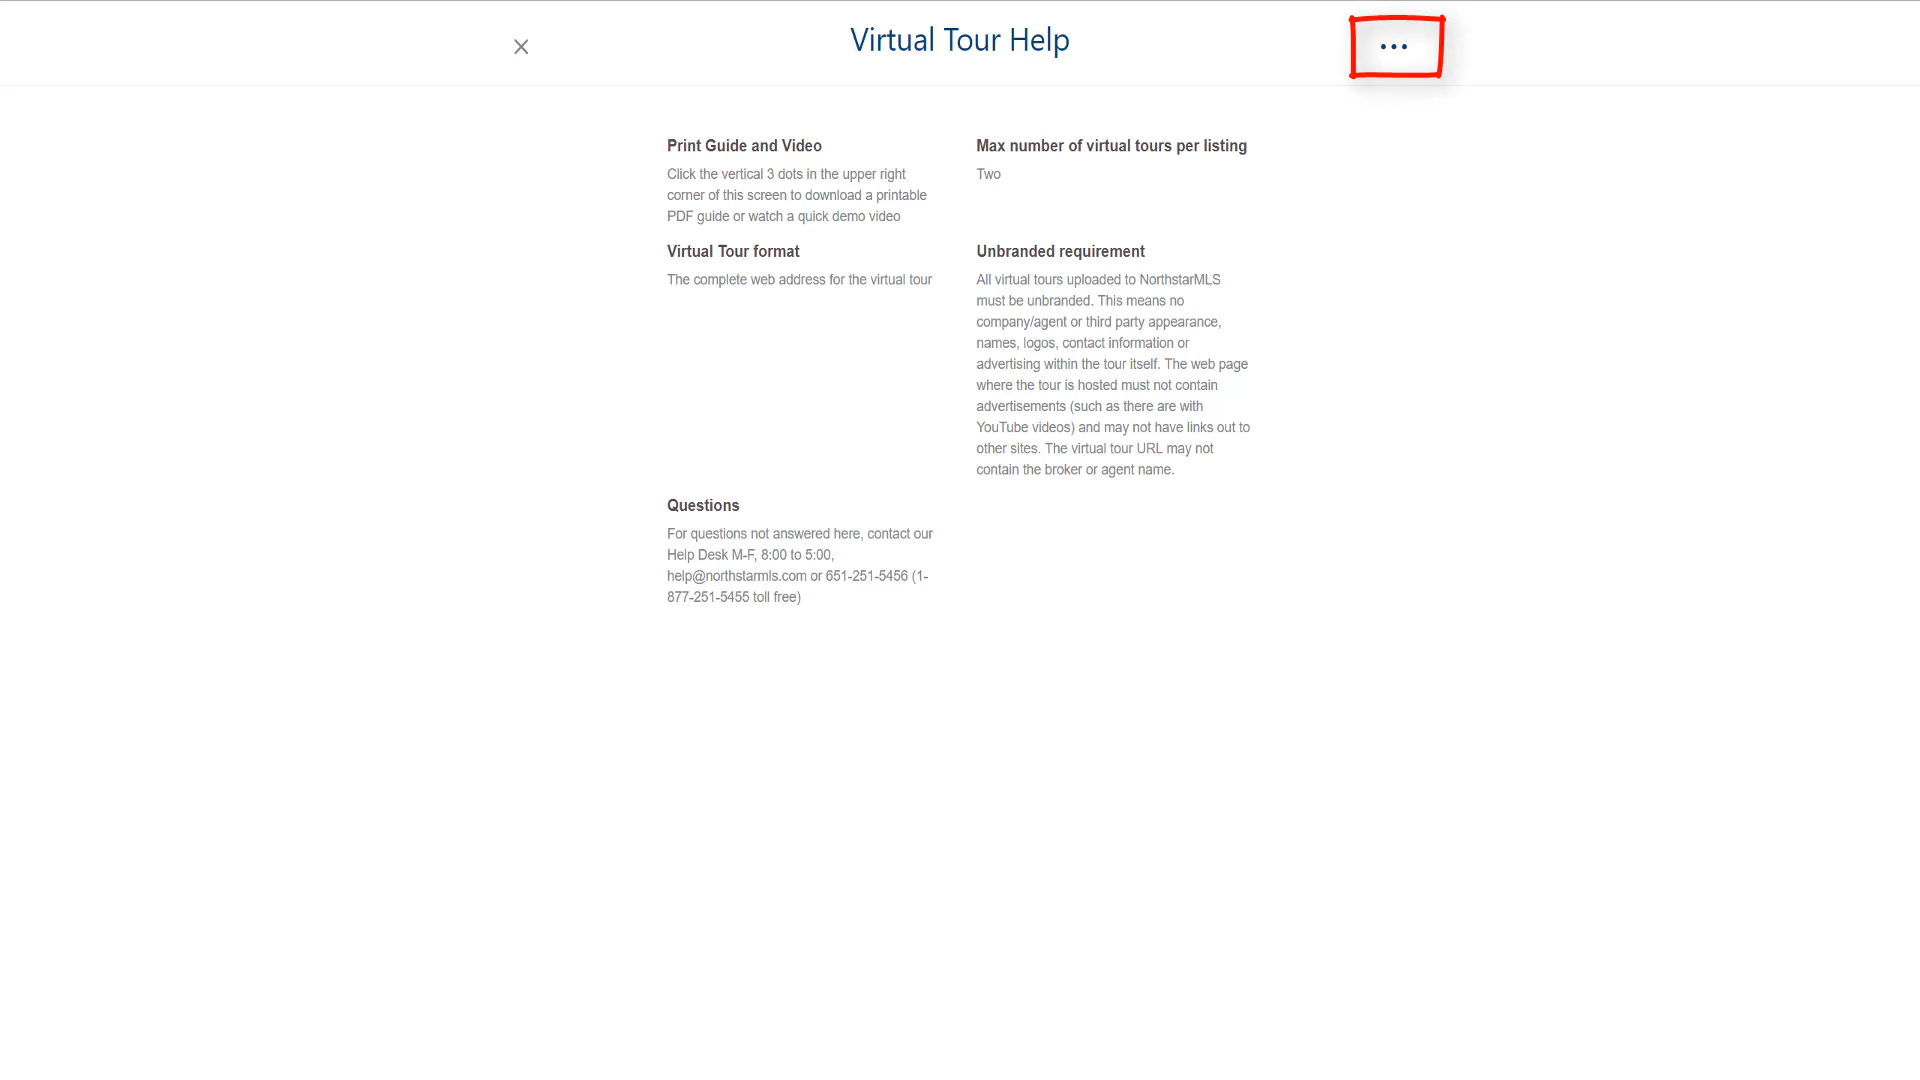 Virtual Tour Help
Print Guide and Video
Click the vertical 3 dots in the upper right
corner of this screen to download a printable
PDF guide or watch a quick demo video
Max number of virtual tours per listing
Two
Virtual Tour format
The complete web address for the virtual tour
Unbranded requirement
All virtual tours uploaded to NorthstarMLS
must be unbranded. This means no
company/agent or third party appearance,
names, logos, contact information or
advertising within the tour itself. The web page
where the tour is hosted must not contain
advertisements (such as there are with
YouTube videos) and may not have links out to
other sites. The virtual tour URL may not
contain the broker or agent name.
Questions
For questions not answered here, contact our
Help Desk M-F, 8:00 to 5:00,
help@northstarmls.com or 651-251-5456 (1-
877-251-5455 toll free)